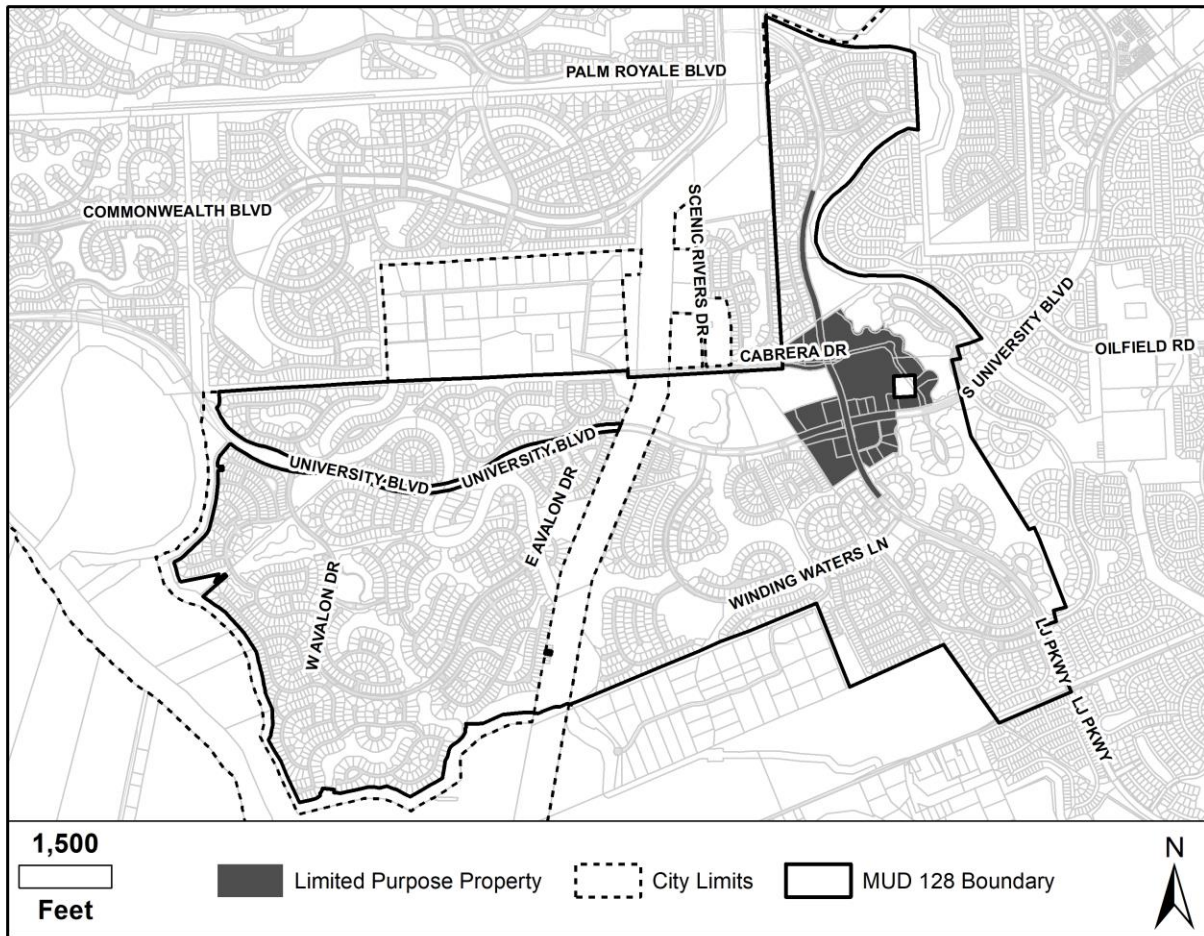 PALM ROYALE BLVD
COMMONWEALTH BLVD
SCENIC RIVERS DR
S UNIVERSITY BLVD
OILFIELD RD
CABRERA DR
UNIVERSITY BLVD
UNIVERSITY BLVD
E AVALON DR
W AVALON DR
WINDING WATERS LN
LJ PKWY
LJ PKWY
1,500
Feet
Limited Purpose Property
City Limits
MUD 128 Boundary
N